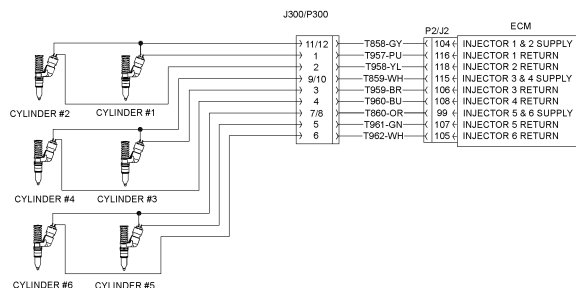 J300/P300
P2/J2
ECM
11/12 T858-GY 104 INJECTOR 1 & 2 SUPPLY
1 T957-PU 116 INJECTOR 1 RETURN
2 T958-YL 118 INJECTOR 2 RETURN
9/10 T859-WH 115 INJECTOR 3 & 4 SUPPLY
3 T959-BR 106 INJECTOR 3 RETURN
4 T960-BU 108 INJECTOR 4 RETURN
7/8 T860-OR 99 INJECTOR 5 & 6 SUPPLY
5 T961-GN 107 INJECTOR 5 RETURN
6 T962-WH 105 INJECTOR 6 RETURN
CYLINDER #2 CYLINDER #1
CYLINDER #4 CYLINDER #3
CYLINDER #6 CYLINDER #5